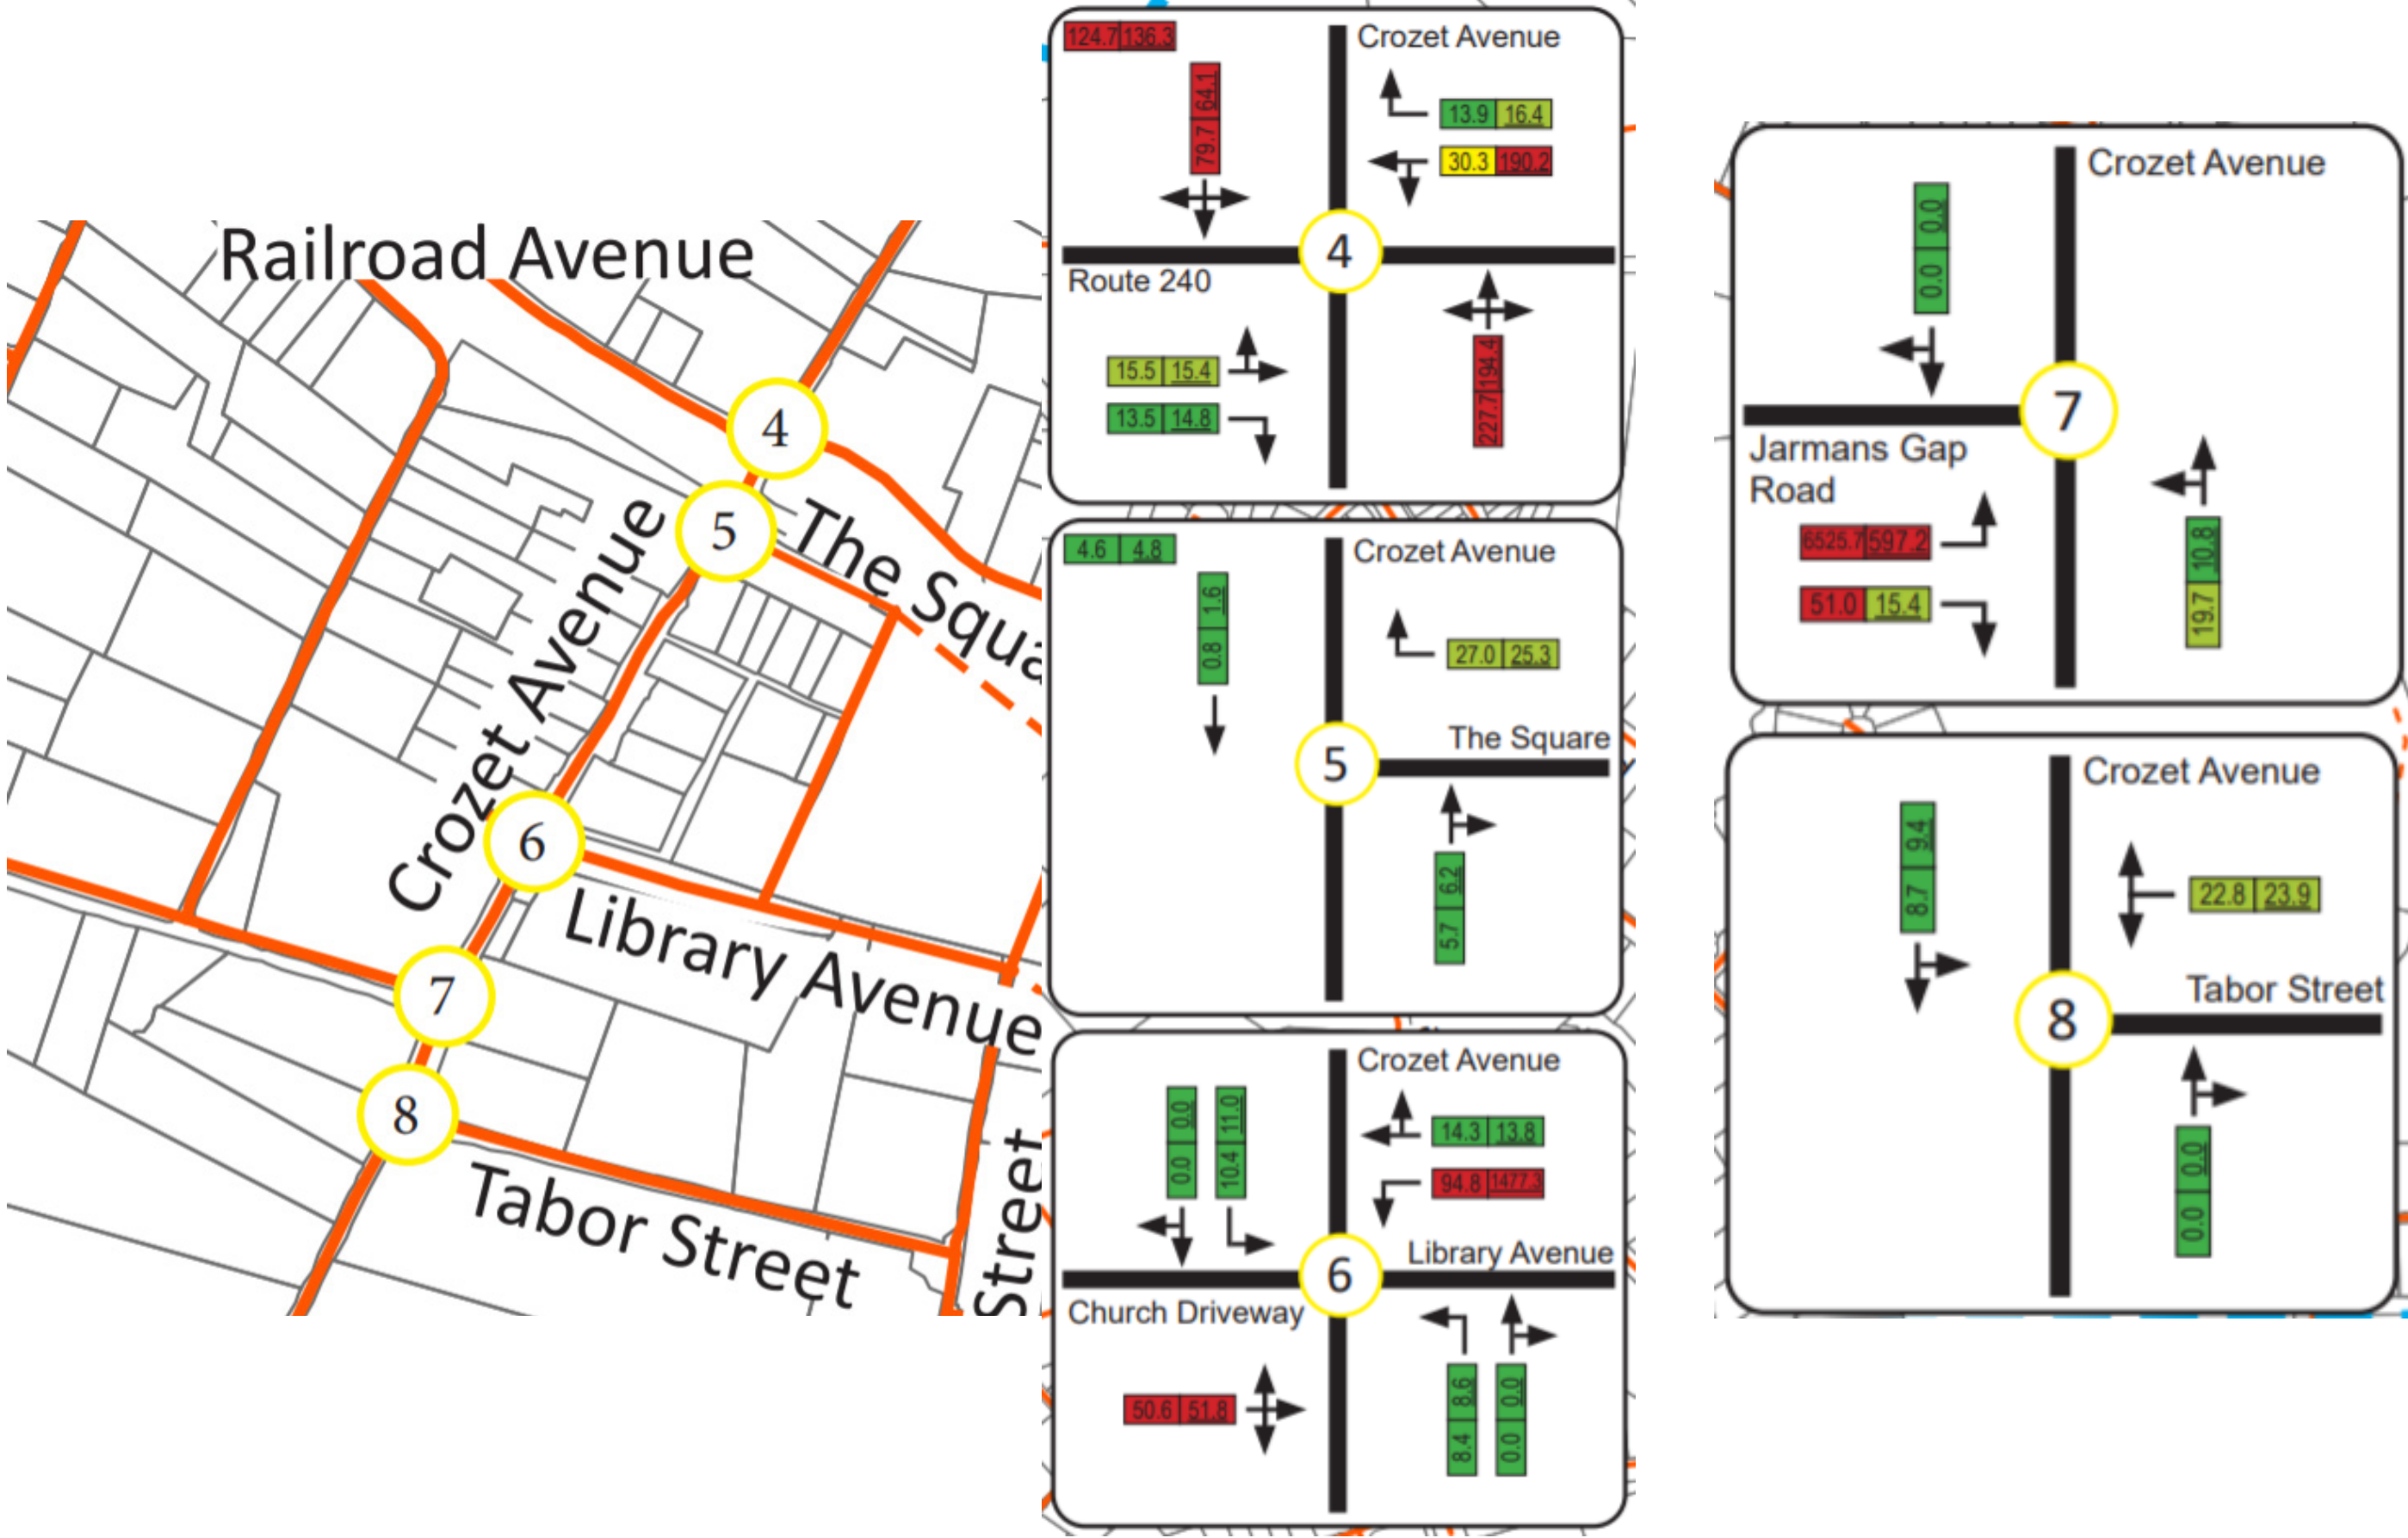 Railroad Avenue
4
5
The Squa
Crozet Avenue
6
Library Avenue
7
8
Tabor Street
Street
124.7 136.3
Crozet Avenue
79.7 64.1
13.9 16.4
30.3 190.2
4
Route 240
15.5 15.4
13.5 14.8
227.7 194.4
4.6 4.8
Crozet Avenue
0.8 1.6
27.0 25.3
The Square
5
5.7 6.2
Crozet Avenue
0.0 0.0
10.4 11.0
14.3 13.8
94.8 1477.3
Library Avenue
6
Church Driveway
50.6 51.8
8.4 8.6
0.0 0.0
Crozet Avenue
0.0 0.0
7
Jarmans Gap
Road
6525.7 597.2
51.0 15.4
19.7 10.8
Crozet Avenue
8.7 9.4
22.8 23.9
Tabor Street
8
0.0 0.0